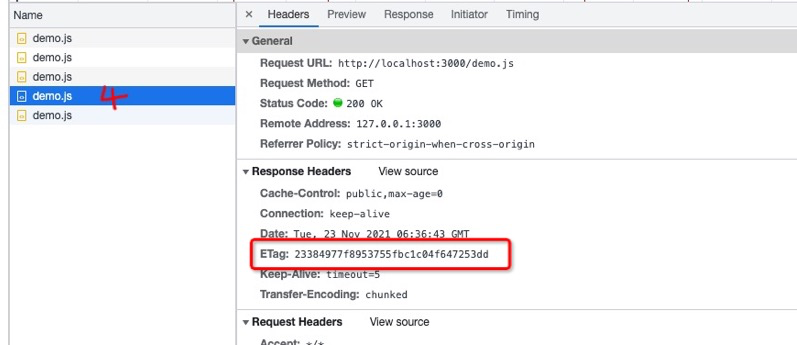 Name
demo.js
demo.js
demo.js
demo.js 4
demo.js
× Headers Preview Response Initiator Timing
▼ General
Request URL: http://localhost:3000/demo.js
Request Method: GET
Status Code: 200 OK
Remote Address: 127.0.0.1:3000
Referrer Policy: strict-origin-when-cross-origin
▼ Response Headers View source
Cache-Control: public,max-age=0
Connection: keep-alive
Date: Tue, 23 Nov 2021 06:36:43 GMT
ETag: 23384977f8953755fbc1c04f647253dd
Keep-Alive: timeout=5
Transfer-Encoding: chunked
▼ Request Headers View source
Accept: */*